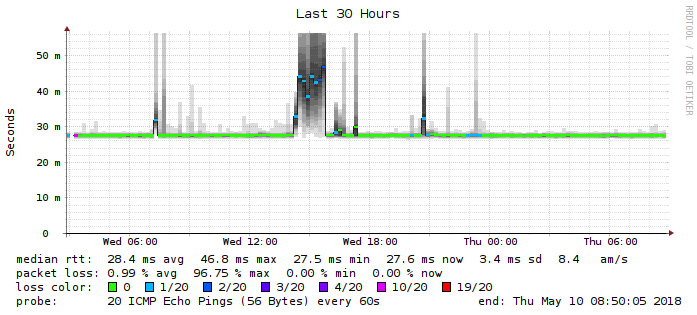 Last 30 Hours
RRDTOOL / TOBI OETIKER
Seconds
50 m
40 m
30 m
20 m
10 m
0
Wed 06:00 Wed 12:00 Wed 18:00 Thu 00:00 Thu 06:00
median rtt: 28.4 ms avg 46.8 ms max 27.5 ms min 27.6 ms now 3.4 ms sd 8.4 am/s
packet loss: 0.99 % avg 96.75 % max 0.00 % min 0.00 % now
loss color: 0 1/20 2/20 3/20 4/20 10/20 19/20
probe: 20 ICMP Echo Pings (56 Bytes) every 60s end: Thu May 10 08:50:05 2018